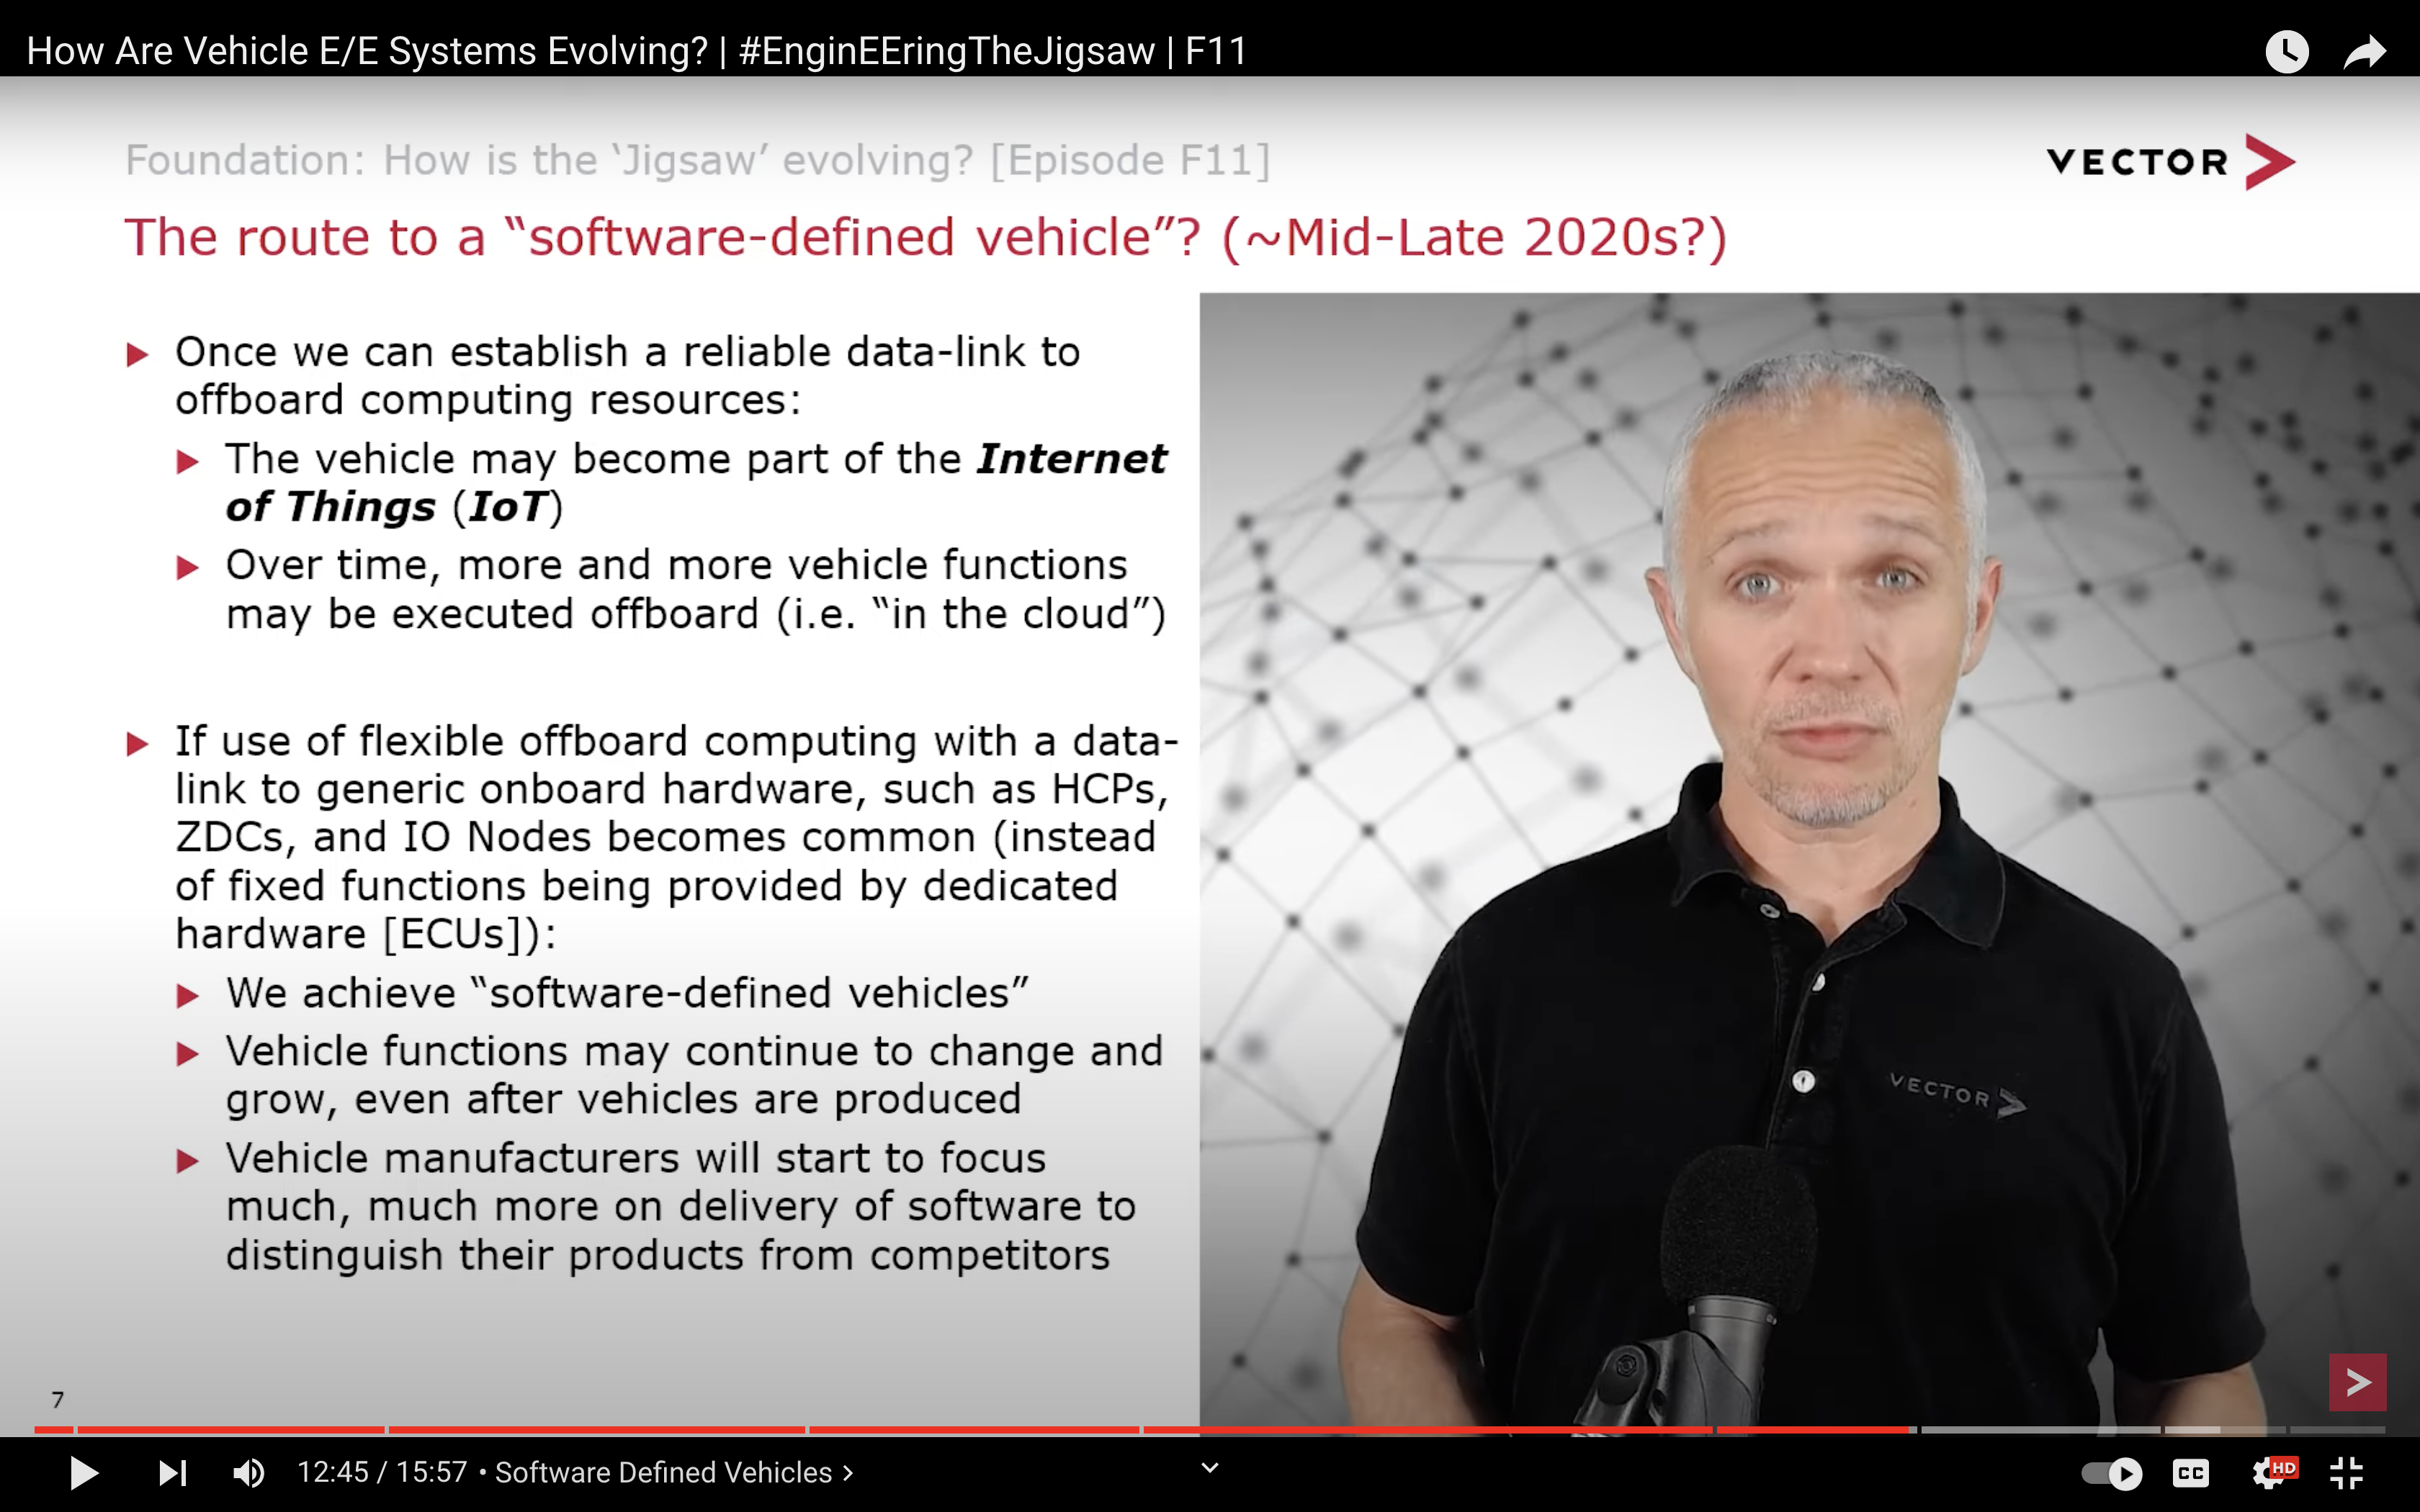 How Are Vehicle E/E Systems Evolving? | #EnginEEringTheJigsaw | F11
Foundation: How is the ‘Jigsaw’ evolving? [Episode F11]
VECTOR
The route to a “software-defined vehicle”? (~Mid-Late 2020s?)
Once we can establish a reliable data-link to
offboard computing resources:
The vehicle may become part of the Internet
of Things (IoT)
Over time, more and more vehicle functions
may be executed offboard (i.e. “in the cloud”)
If use of flexible offboard computing with a data-
link to generic onboard hardware, such as HCPs,
ZDCs, and IO Nodes becomes common (instead
of fixed functions being provided by dedicated
hardware [ECUs]):
We achieve “software-defined vehicles”
Vehicle functions may continue to change and
grow, even after vehicles are produced
Vehicle manufacturers will start to focus
much, much more on delivery of software to
distinguish their products from competitors
VECTOR
7
12:45 / 15:57 • Software Defined Vehicles ›
CC
HD